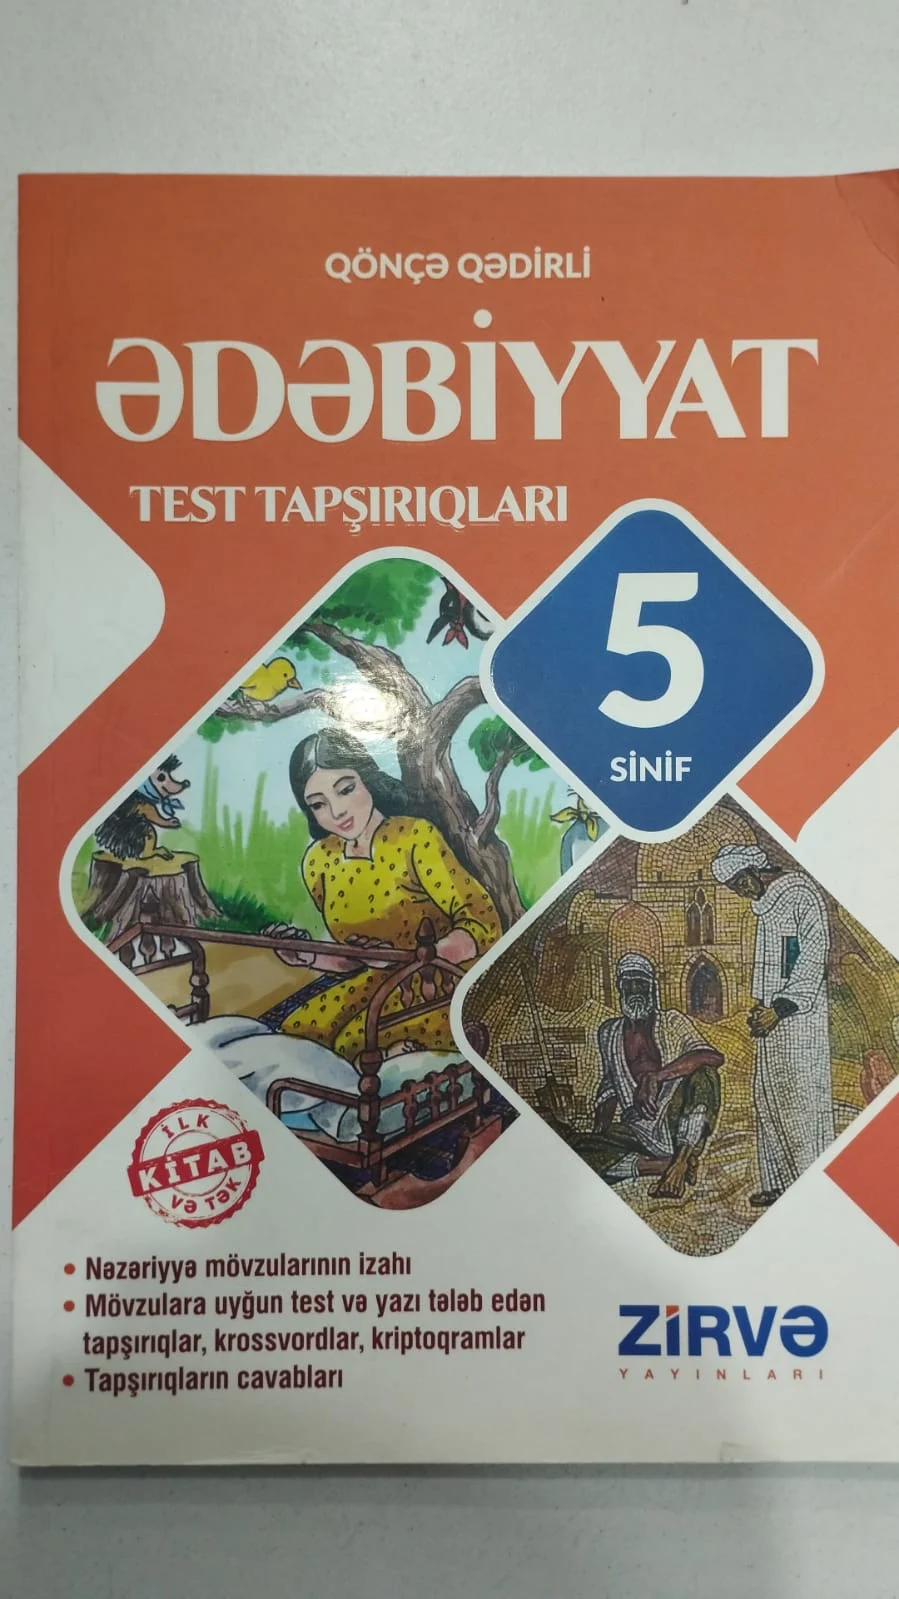 QÖNÇƏ QƏDİRLİ
ƏDƏBİYYAT
TEST TAPŞIRIQLARI
5
SİNİF
İLK
KİTAB
VƏ TƏK
• Nəzəriyyə mövzularının izahı
• Mövzulara uyğun test və yazı tələb edən
tapşırıqlar, krossvordlar, kriptoqramlar
• Tapşırıqların cavabları
ZİRVƏ
YAYINLARI